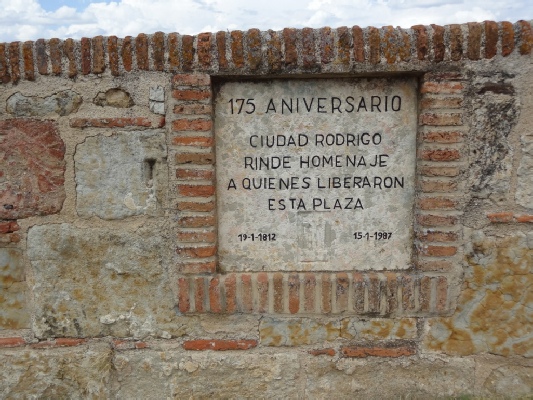 175 ANIVERSARIO
CIUDAD RODRIGO
RINDE HOMENAJE
A QUIENES LIBERARON
ESTA PLAZA
19-1-1812 15-1-1987